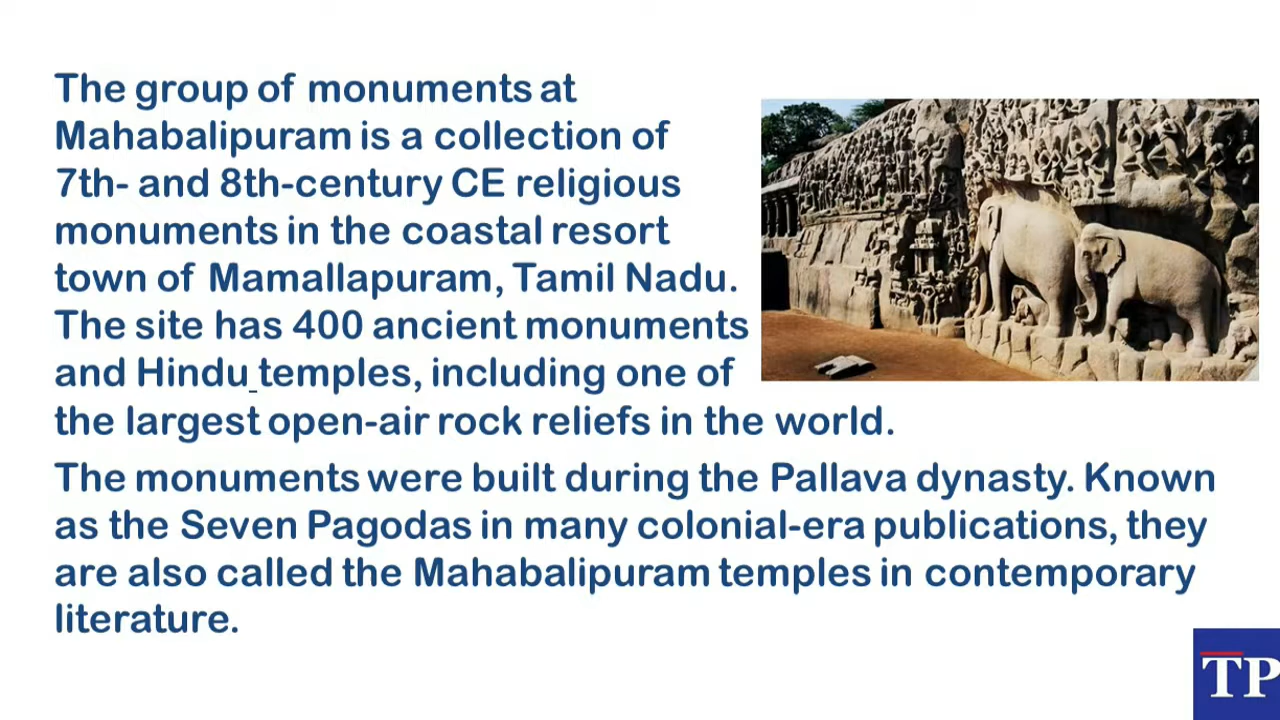 The group of monuments at
Mahabalipuram is a collection of
7th- and 8th-century CE religious
monuments in the coastal resort
town of Mamallapuram, Tamil Nadu.
The site has 400 ancient monuments
and Hindu temples, including one of
the largest open-air rock reliefs in the world.
The monuments were built during the Pallava dynasty. Known
as the Seven Pagodas in many colonial-era publications, they
are also called the Mahabalipuram temples in contemporary
literature.
TP